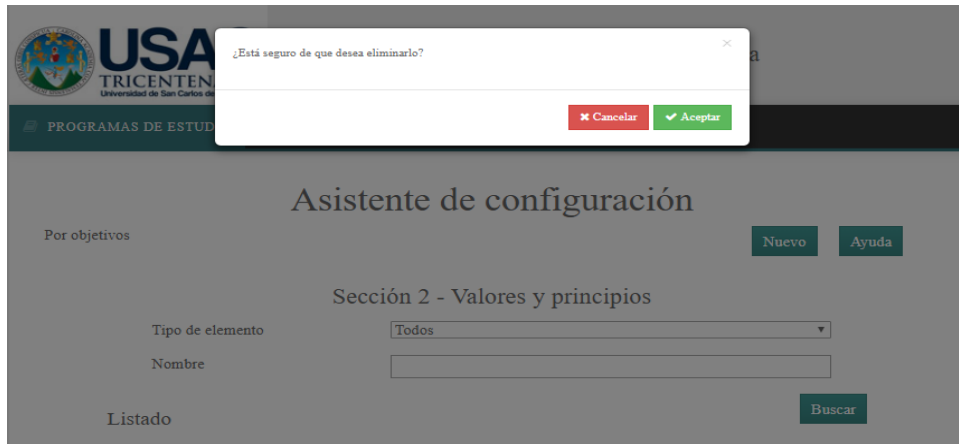 USA
TRICENTEN
Universidad de San Carlos de
¿Está seguro de que desea eliminarlo?
×
a
Cancelar
Aceptar
PROGRAMAS DE ESTUD
Asistente de configuración
Por objetivos
Nuevo
Ayuda
Sección 2 - Valores y principios
Tipo de elemento
Todos
Nombre
Buscar
Listado